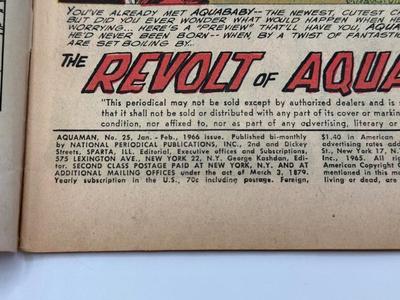 YOU'VE ALREADY MET AQUABABY--THE NEWEST, CUTEST C
BUT DID YOU EVER WONDER WHAT WOULD HAPPEN WHEN HE
WORRYING... HERE'S A "PREVIEW" THAT'LL HAVE YOU, AQUABA
HE'D NEVER BEEN BORN--WHEN, BY A TWIST OF FANTASTIC
ARE SET BOILING BY...
THE REVOLT OF AQUA
"This periodical may not be sold except by authorized dealers and is s
that it shall not be sold or distributed with any part of its cover or markin
condition, nor affixed to, nor as part of any advertising, literary or
AQUAMAN, No. 25, Jan. - Feb., 1966 issue. Published bi-monthly
by NATIONAL PERIODICAL PUBLICATIONS, INC., 2nd and Dickey
Streets, SPARTA, ILL. Editorial, Executive offices and Subscriptions,
575 LEXINGTON AVE., NEW YORK 22, N.Y. George Kashdan, Edi-
tor. SECOND CLASS POSTAGE PAID AT NEW YORK, N.Y. AND AT
ADDITIONAL MAILING OFFICES under the act of March 3, 1879.
Yearly subscription in the U.S., 70c including postage. Foreign,
$1.40 in American
advertising rates add
St., New York 17, N.
Inc., 1965. All rig
American Copyright C
mentioned in this ma
living or dead, are